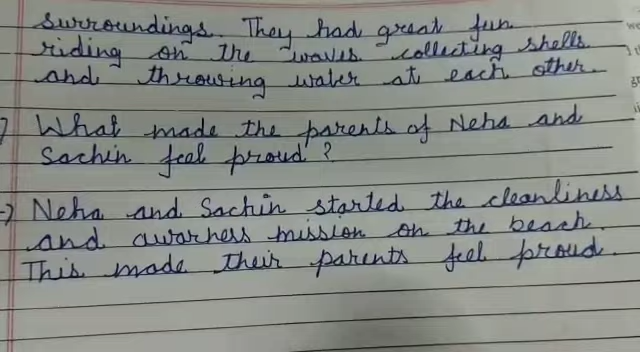 surroundings. They had great fun
riding on the waves collecting shells
and throwing water at each other.
What made the parents of Neha and
Sachin feel proud?
→ Neha and Sachin started the cleanliness
and awarness mission on the beach.
This made their parents feel proud.